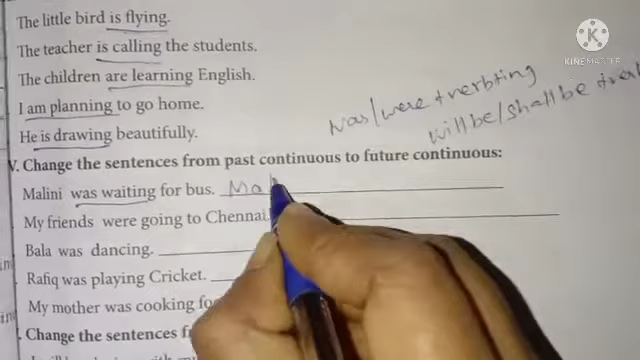 The little bird is flying.
The teacher is calling the students.
KINEMASTER
The children are learning English.
I am planning to go home.
was/were + verb+ing
He is drawing beautifully.
will be/shall be +
V. Change the sentences from past continuous to future continuous:
Malini was waiting for bus. Mal
My friends were going to Chennai.
Bala was dancing.
Rafiq was playing Cricket.
My mother was cooking
. Change the sentences